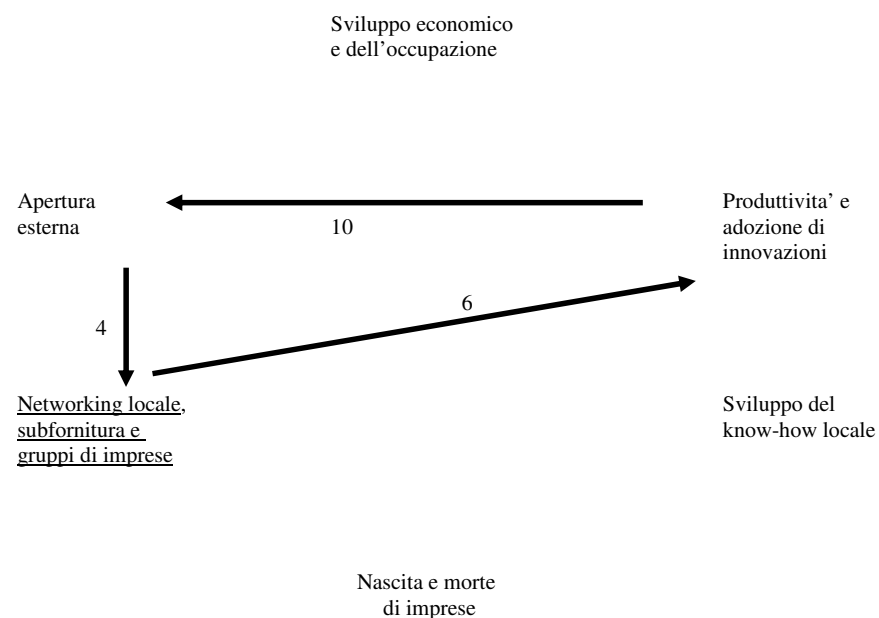 Sviluppo economico
e dell’occupazione
Apertura
esterna
10
Produttivita’ e
adozione di
innovazioni
6
4
Networking locale,
subfornitura e
gruppi di imprese
Sviluppo del
know-how locale
Nascita e morte
di imprese